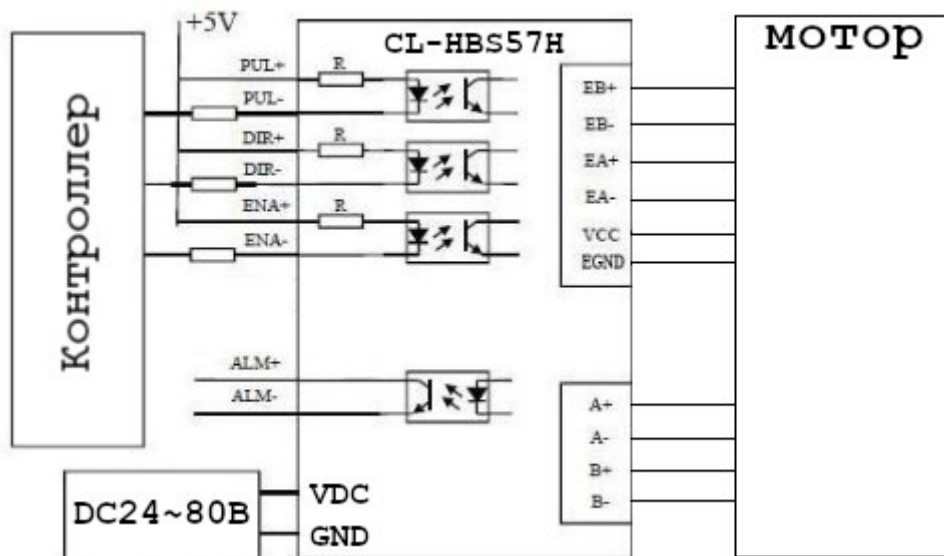 +5V
CL-HBS57H
МОТОР
Контроллер
PUL+
R
PUL-
DIR+
R
DIR-
ENA+
R
ENA-
ALM+
ALM-
EB+
EB-
EA+
EA-
VCC
EGND
A+
A-
B+
B-
DC24~80В
VDC
GND